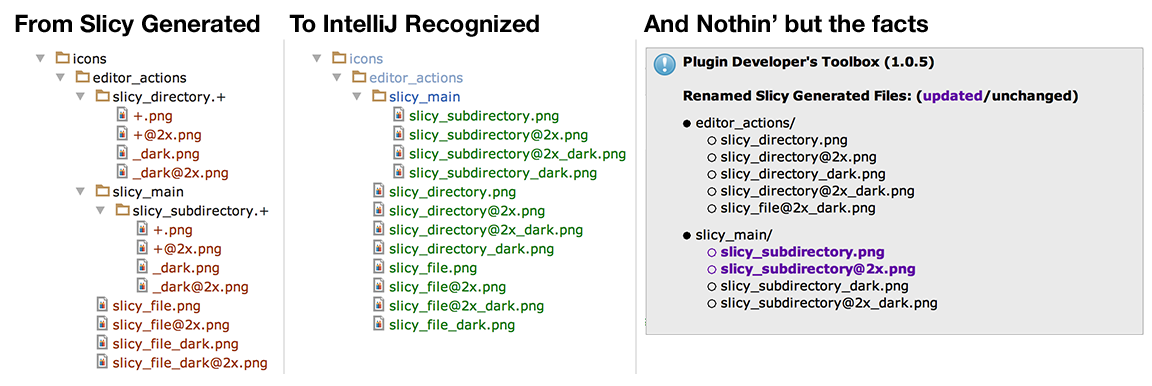 From Slicy Generated
icons
editor_actions
slicy_directory.+
+.png
+@2x.png
_dark.png
_dark@2x.png
slicy_main
slicy_subdirectory.+
+.png
+@2x.png
_dark.png
_dark@2x.png
slicy_file.png
slicy_file@2x.png
slicy_file_dark.png
slicy_file_dark@2x.png
To IntelliJ Recognized
icons
editor_actions
slicy_main
slicy_subdirectory.png
slicy_subdirectory@2x.png
slicy_subdirectory@2x_dark.png
slicy_subdirectory_dark.png
slicy_directory.png
slicy_directory@2x.png
slicy_directory@2x_dark.png
slicy_directory_dark.png
slicy_file.png
slicy_file@2x.png
slicy_file@2x_dark.png
slicy_file_dark.png
And Nothin’ but the facts
Plugin Developer's Toolbox (1.0.5)
Renamed Slicy Generated Files: (updated/unchanged)
editor_actions/
slicy_directory.png
slicy_directory@2x.png
slicy_directory_dark.png
slicy_directory@2x_dark.png
slicy_file@2x_dark.png
slicy_main/
slicy_subdirectory.png
slicy_subdirectory@2x.png
slicy_subdirectory_dark.png
slicy_subdirectory@2x_dark.png